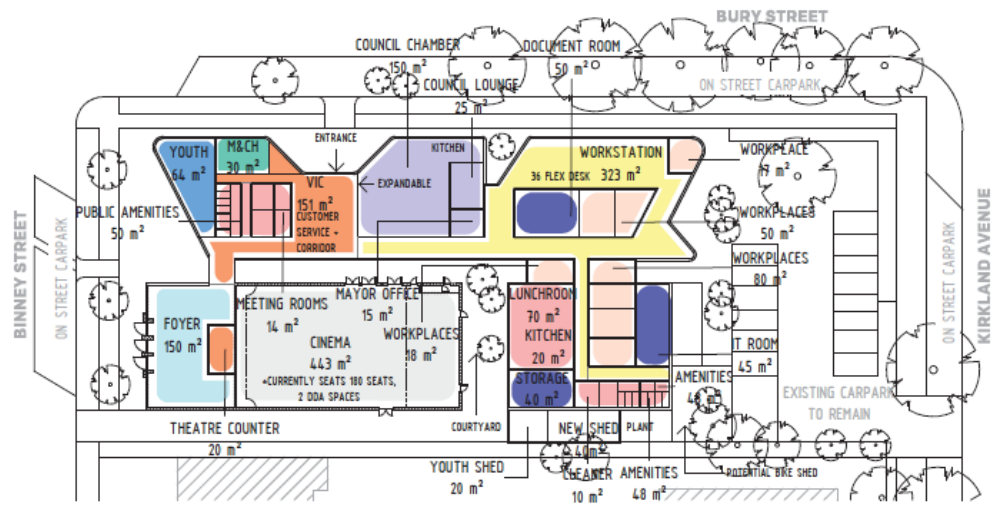 BURY STREET
COUNCIL CHAMBER
150 m²
DOCUMENT ROOM
50 m²
COUNCIL LOUNGE
25 m²
ON STREET CARPARK
ENTRANCE
YOUTH
64 m²
M&CH
30 m²
KITCHEN
EXPANDABLE
WORKSTATION
36 FLEX DESK 323 m²
WORKPLACE
17 m²
VIC
151 m²
CUSTOMER
SERVICE +
CORRIDOR
PUBLIC AMENITIES
50 m²
WORKPLACES
50 m²
WORKPLACES
80 m²
BINNEY STREET
ON STREET CARPARK
ON STREET CARPARK
KIRKLAND AVENUE
FOYER
150 m²
MEETING ROOMS
14 m²
MAYOR OFFICE
15 m²
WORKPLACES
18 m²
CINEMA
443 m²
*CURRENTLY SEATS 180 SEATS,
2 DDA SPACES
LUNCHROOM
70 m²
KITCHEN
20 m²
STORAGE
40 m²
IT ROOM
45 m²
AMENITIES
EXISTING CARPARK
TO REMAIN
THEATRE COUNTER
20 m²
COURTYARD
NEW SHED
40m²
PLANT
YOUTH SHED
20 m²
CLEANER
10 m²
AMENITIES
48 m²
POTENTIAL BIKE SHED